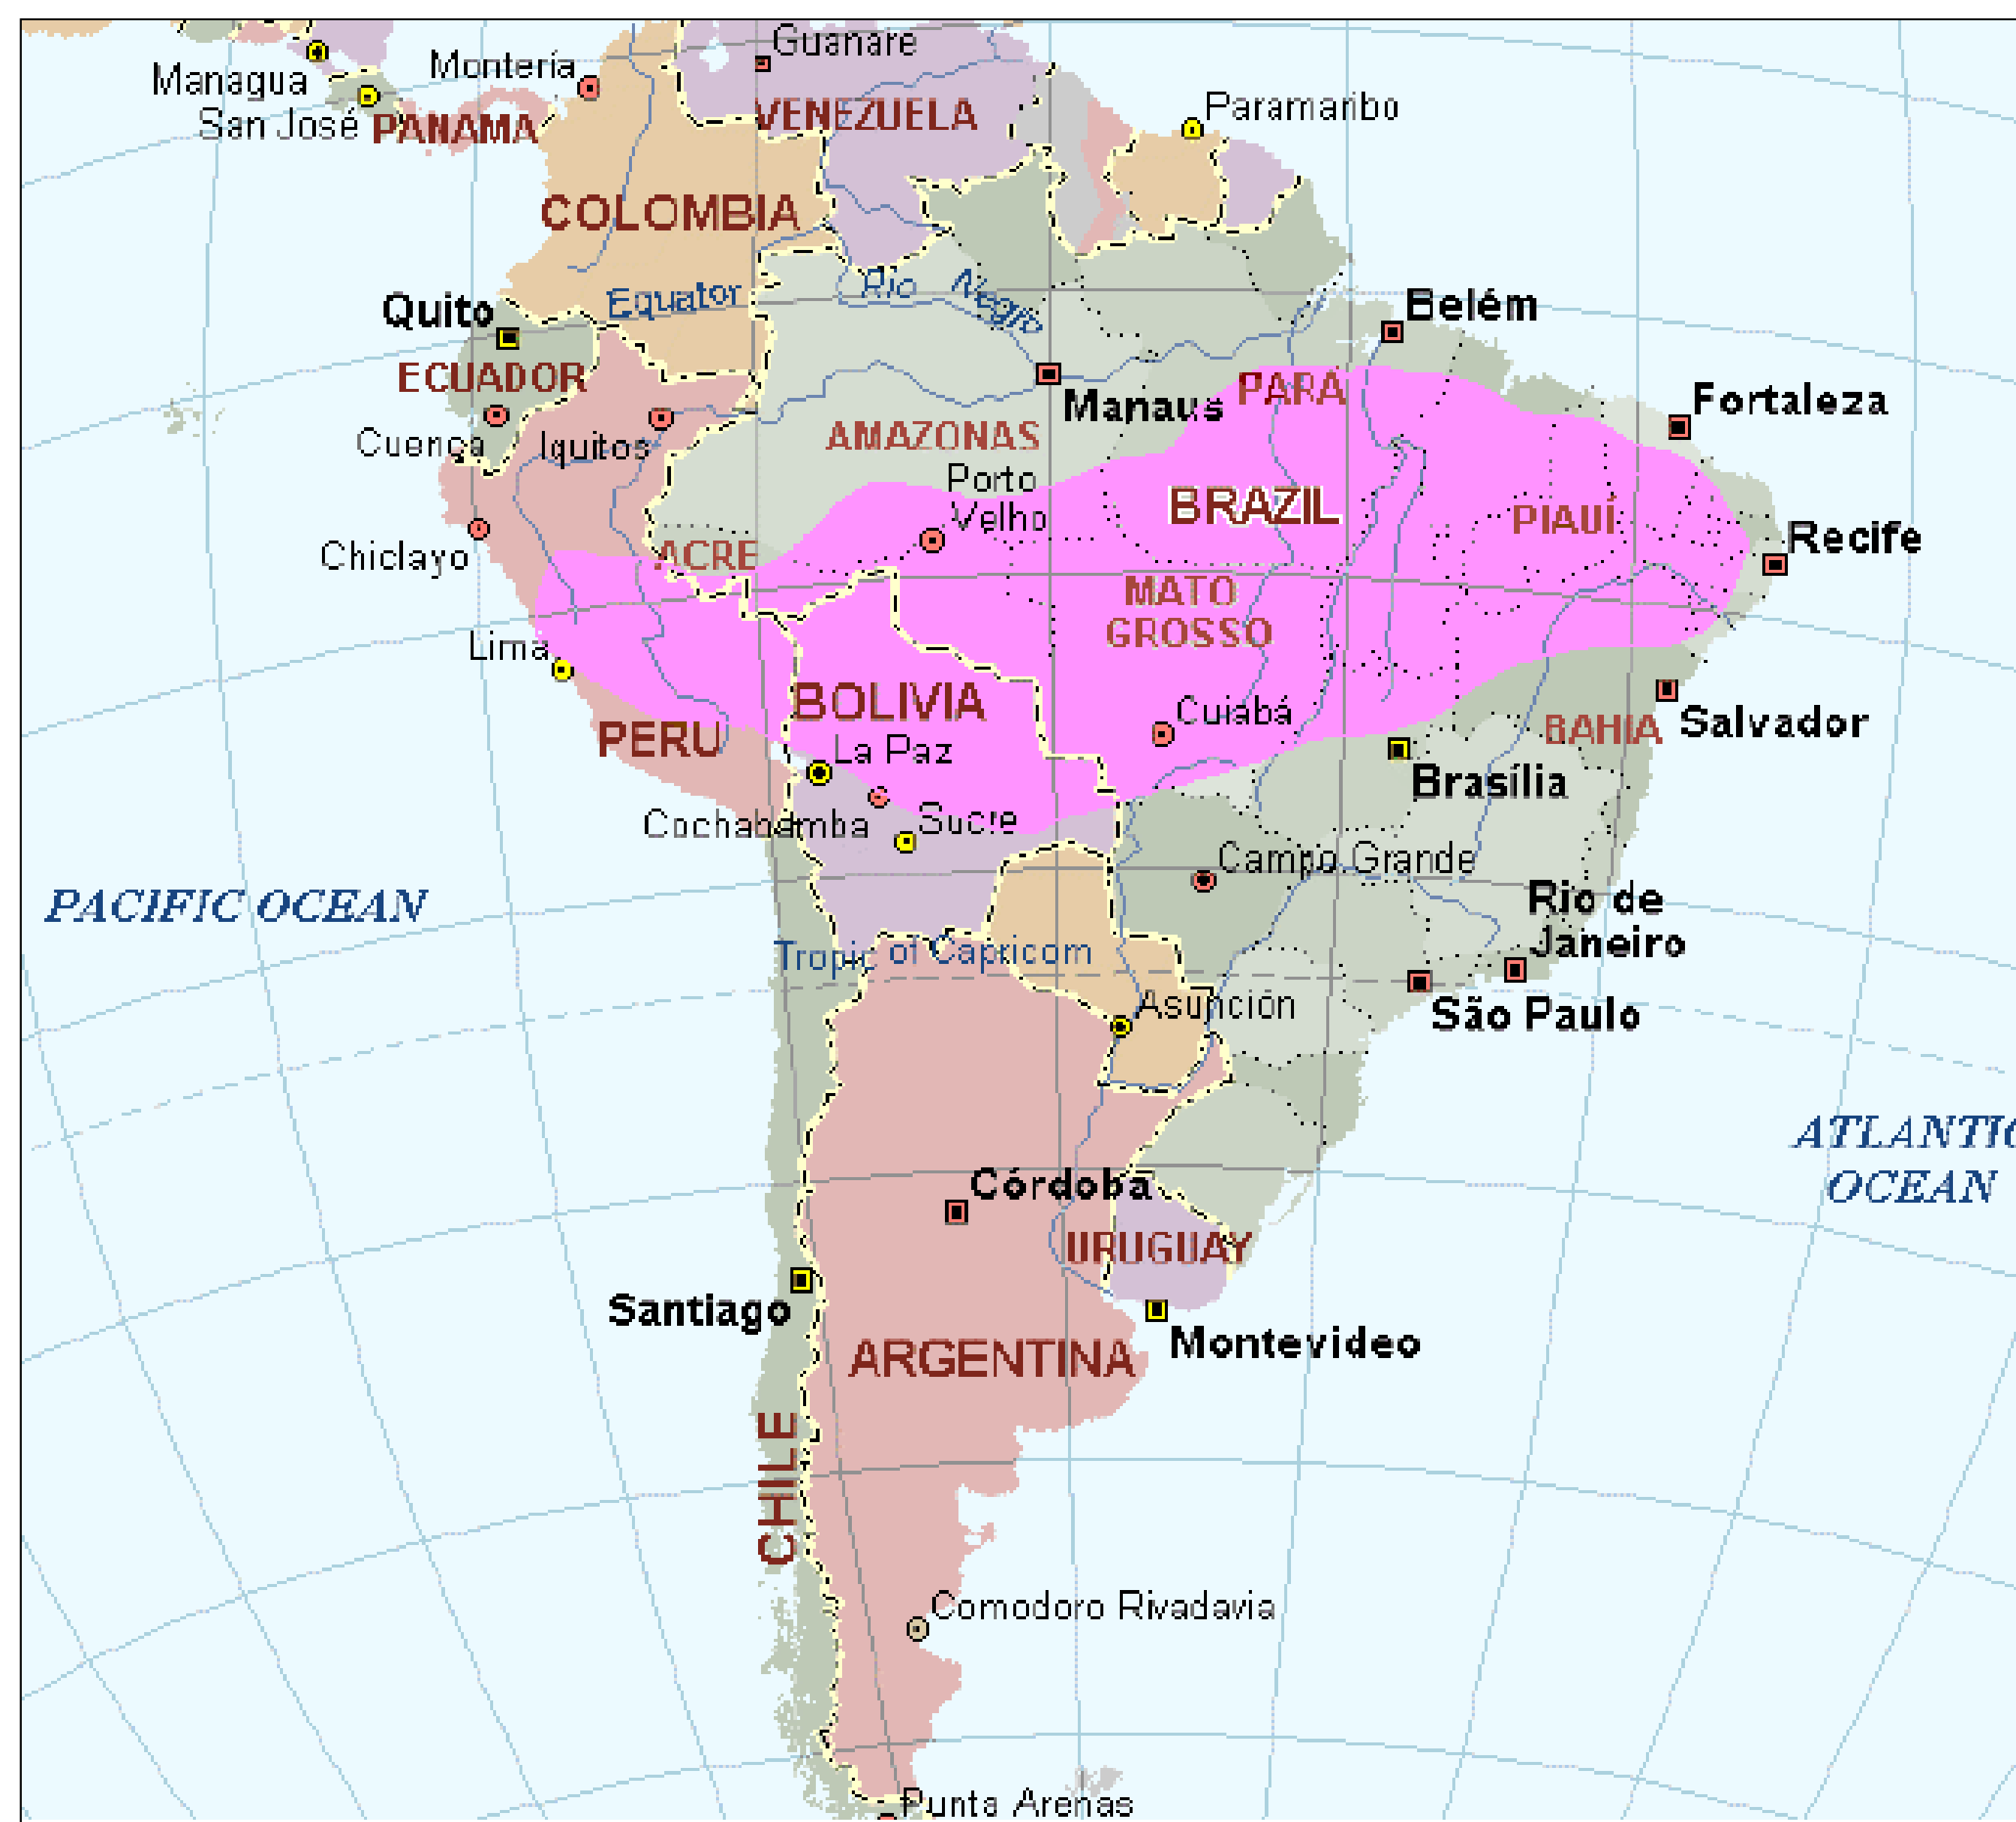 Guanare
Montería
Managua
San José
PANAMA
VENEZUELA
Paramaribo
COLOMBIA
Quito
Equator
Rio Negro
Belém
ECUADOR
PARÁ
Manaus
Fortaleza
Cuenca
Iquitos
AMAZONAS
Porto
Velho
BRAZIL
PIAUÍ
Recife
Chiclayo
ACRE
MATO
GROSSO
Lima
BOLIVIA
Cuiabá
BAHIA
Salvador
PERU
La Paz
Brasília
Cochabamba
Sucre
Campo Grande
PACIFIC OCEAN
Rio de
Janeiro
Tropic of Capricorn
Asunción
São Paulo
ATLANTIC
OCEAN
Córdoba
URUGUAY
Santiago
Montevideo
ARGENTINA
CHILE
Comodoro Rivadavia
Punta Arenas